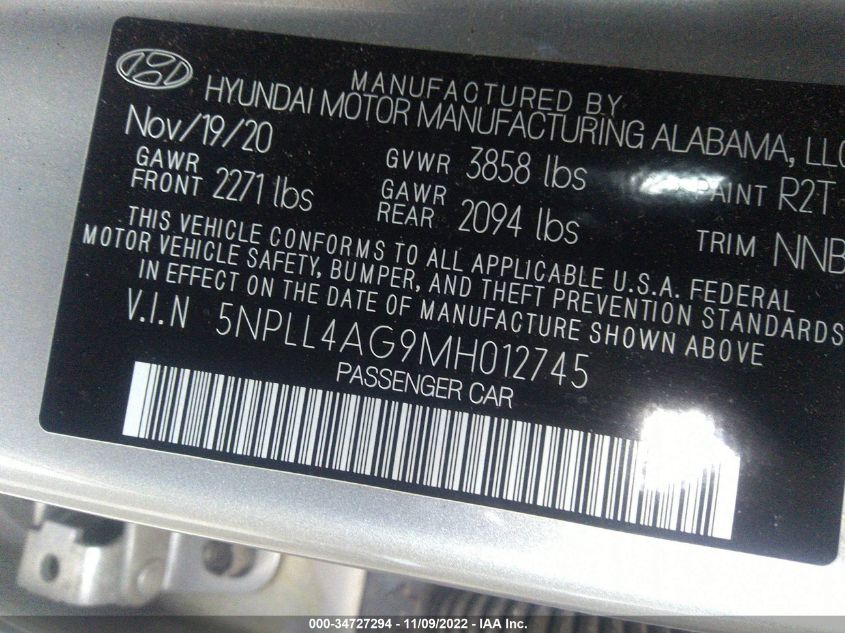 MANUFACTURED BY
HYUNDAI MOTOR MANUFACTURING ALABAMA, LLC
Nov/19/20
GAWR FRONT 2271 lbs
GVWR 3858 lbs
GAWR REAR 2094 lbs
PAINT R2T
TRIM NNB
THIS VEHICLE CONFORMS TO ALL APPLICABLE U.S.A. FEDERAL
MOTOR VEHICLE SAFETY, BUMPER, AND THEFT PREVENTION STANDARDS
IN EFFECT ON THE DATE OF MANUFACTURE SHOWN ABOVE
V.I.N 5NPLL4AG9MH012745
PASSENGER CAR
000-34727294 - 11/09/2022 - IAA Inc.